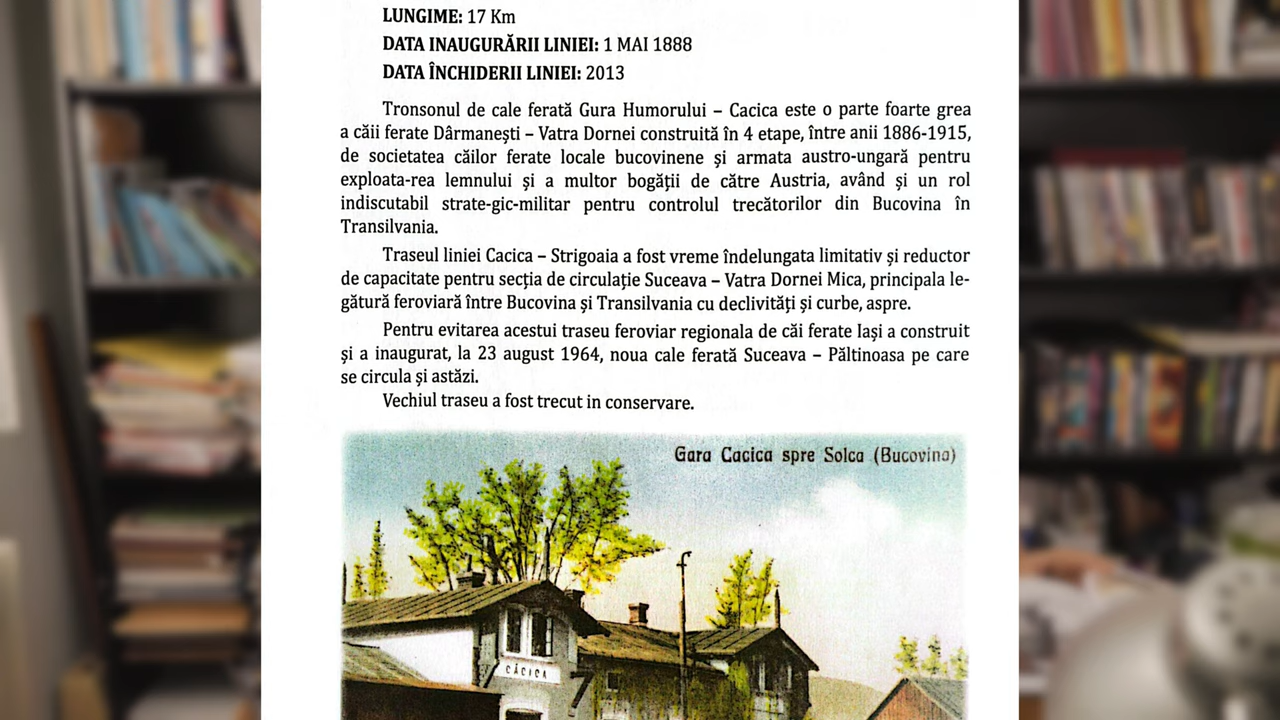 LUNGIME: 17 Km
DATA INAUGURĂRII LINIEI: 1 MAI 1888
DATA ÎNCHIDERII LINIEI: 2013
Tronsonul de cale ferată Gura Humorului – Cacica este o parte foarte grea
a căii ferate Dârmanești – Vatra Dornei construită în 4 etape, între anii 1886-1915,
de societatea căilor ferate locale bucovinene și armata austro-ungară pentru
exploata-rea lemnului și a multor bogății de către Austria, având și un rol
indiscutabil strate-gic-militar pentru controlul trecătorilor din Bucovina în
Transilvania.
Traseul liniei Cacica – Strigoaia a fost vreme îndelungata limitativ și reductor
de capacitate pentru secția de circulație Suceava – Vatra Dornei Mica, principala le-
gătură feroviară între Bucovina și Transilvania cu declivități și curbe, aspre.
Pentru evitarea acestui traseu feroviar regionala de căi ferate Iași a construit
și a inaugurat, la 23 august 1964, noua cale ferată Suceava – Păltinoasa pe care
se circula și astăzi.
Vechiul traseu a fost trecut in conservare.
Gara Cacica spre Solca (Bucovina)
CĂCICA